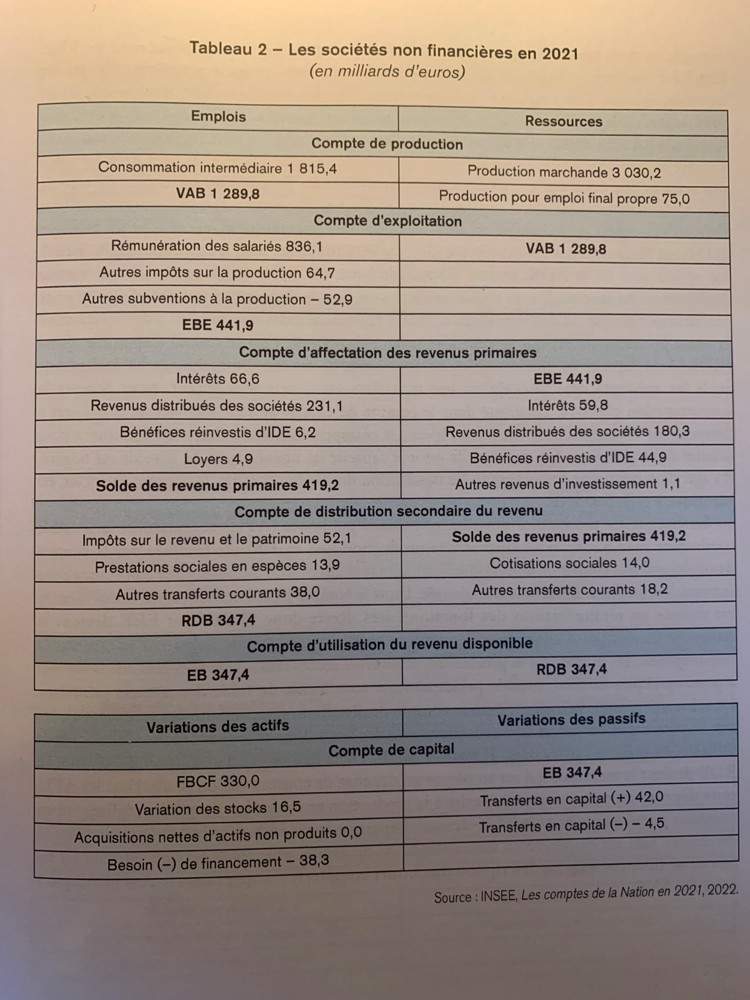 Tableau 2 – Les sociétés non financières en 2021
(en milliards d'euros)
Emplois
Ressources
Compte de production
Consommation intermédiaire 1 815,4
Production marchande 3 030,2
VAB 1 289,8
Production pour emploi final propre 75,0
Compte d'exploitation
Rémunération des salariés 836,1
VAB 1 289,8
Autres impôts sur la production 64,7
Autres subventions à la production – 52,9
EBE 441,9
Compte d'affectation des revenus primaires
Intérêts 66,6
EBE 441,9
Revenus distribués des sociétés 231,1
Intérêts 59,8
Bénéfices réinvestis d'IDE 6,2
Revenus distribués des sociétés 180,3
Loyers 4,9
Bénéfices réinvestis d'IDE 44,9
Solde des revenus primaires 419,2
Autres revenus d'investissement 1,1
Compte de distribution secondaire du revenu
Impôts sur le revenu et le patrimoine 52,1
Solde des revenus primaires 419,2
Prestations sociales en espèces 13,9
Cotisations sociales 14,0
Autres transferts courants 38,0
Autres transferts courants 18,2
RDB 347,4
Compte d'utilisation du revenu disponible
EB 347,4
RDB 347,4
Variations des actifs
Variations des passifs
Compte de capital
FBCF 330,0
EB 347,4
Variation des stocks 16,5
Transferts en capital (+) 42,0
Acquisitions nettes d'actifs non produits 0,0
Transferts en capital (–) – 4,5
Besoin (–) de financement – 38,3
Source : INSEE, Les comptes de la Nation en 2021, 2022.